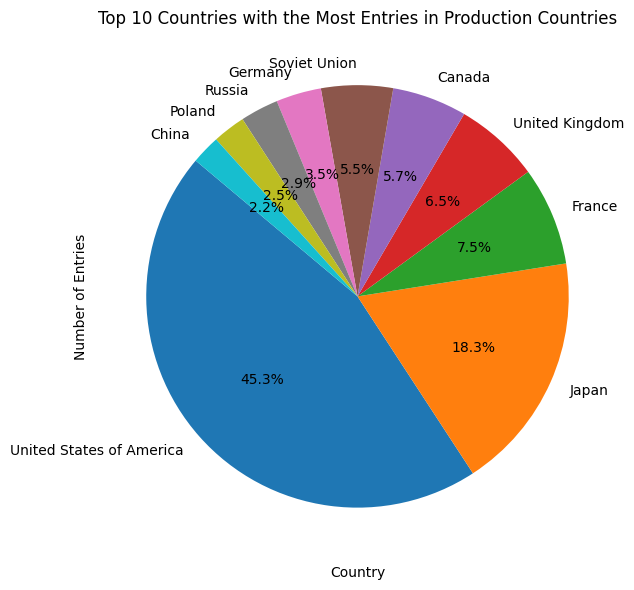 Top 10 Countries with the Most Entries in Production Countries
Soviet Union
Germany
Canada
Russia
Poland
United Kingdom
China
5.5%
3.5%
5.7%
2.9%
2.5%
6.5%
2.2%
France
7.5%
Number of Entries
18.3%
45.3%
Japan
United States of America
Country